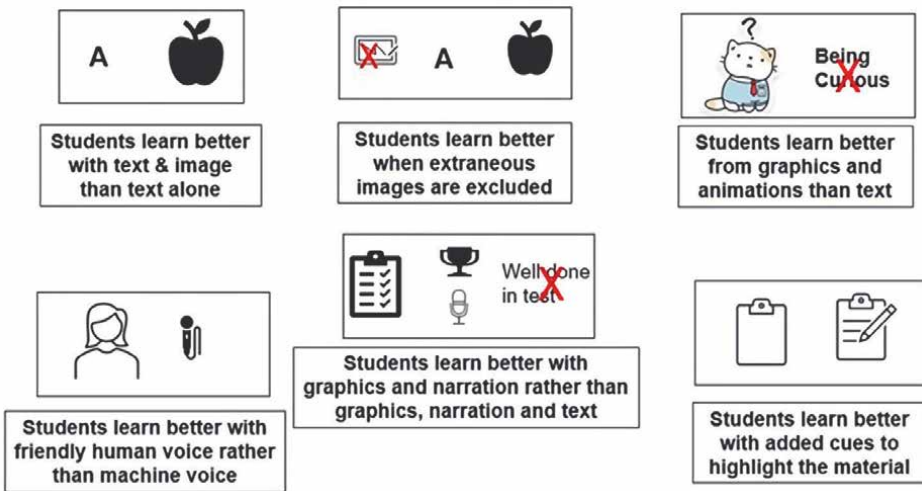 A
Students learn better
with text & image
than text alone
A
Students learn better
when extraneous
images are excluded
?
Being
Curious
Students learn better
from graphics and
animations than text
Students learn better with
friendly human voice rather
than machine voice
Well done
in test
Students learn better with
graphics and narration rather than
graphics, narration and text
Students learn better
with added cues to
highlight the material